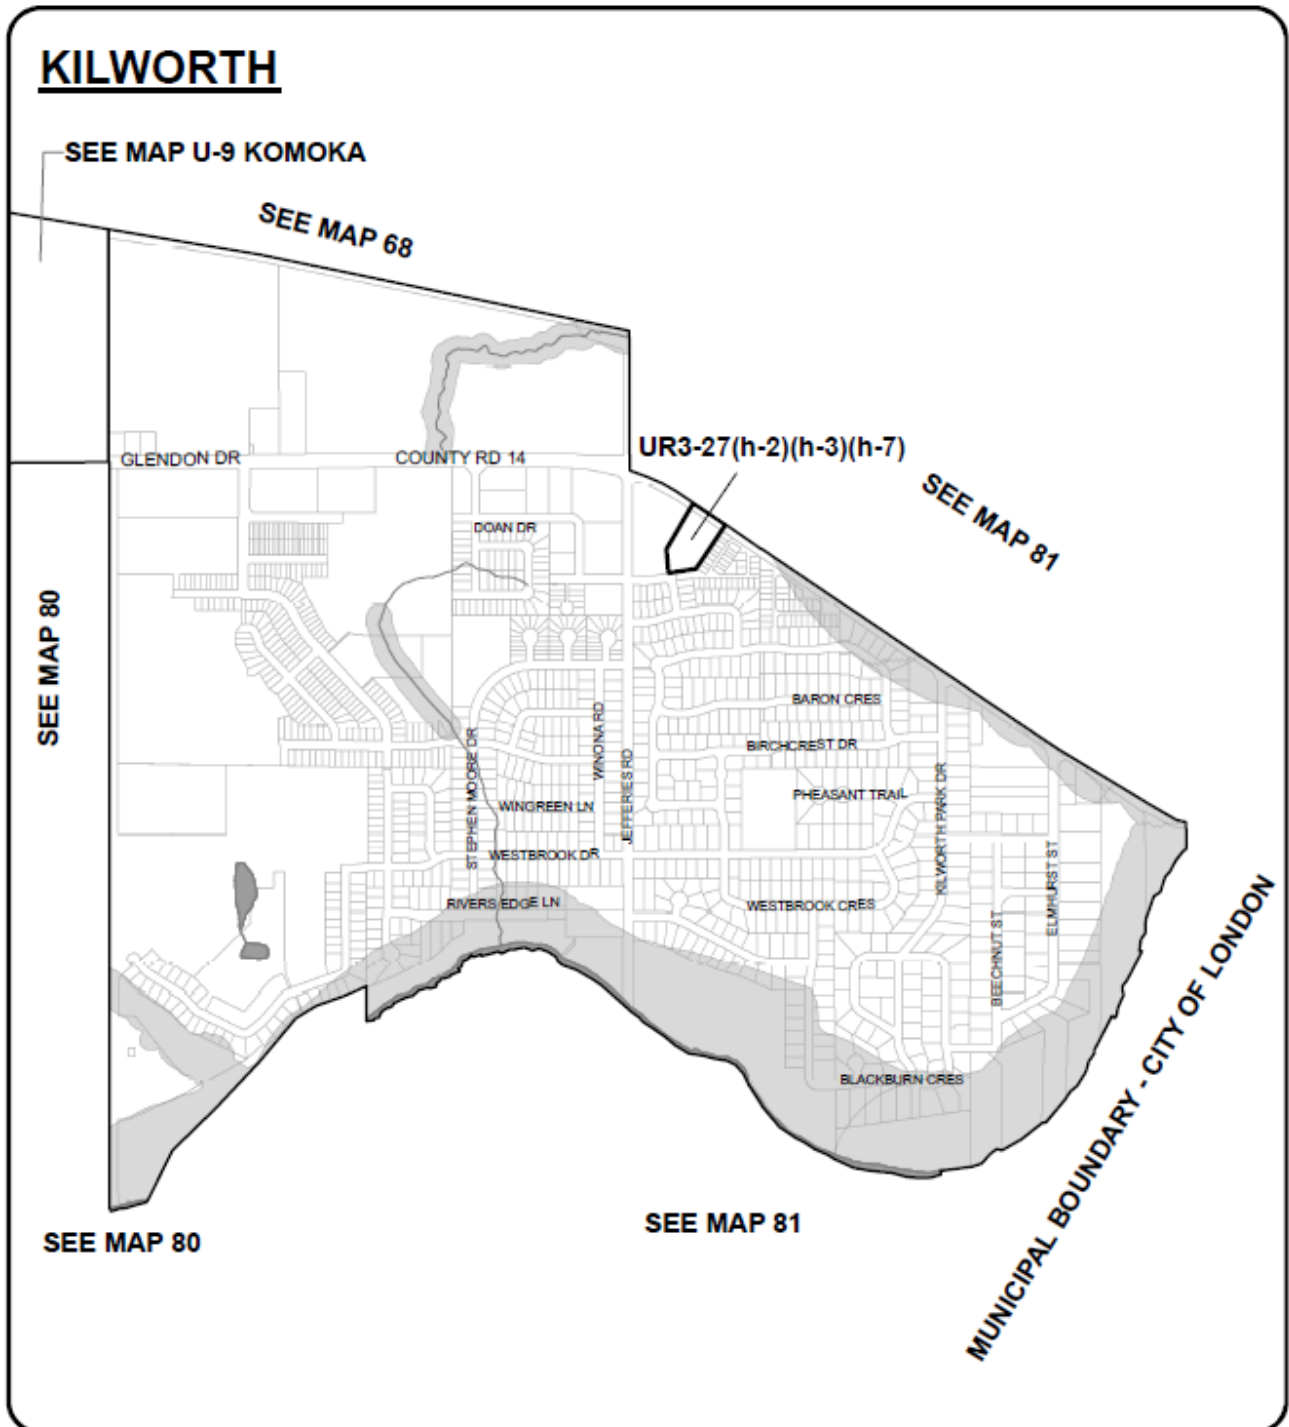 KILWORTH
SEE MAP U-9 KOMOKA
SEE MAP 68
UR3-27(h-2)(h-3)(h-7)
GLENDON DR
COUNTY RD 14
SEE MAP 81
DOAN DR
SEE MAP 80
BARON CRES
WINONA RD
BIRCHCREST DR
STEPHEN MOORE DR
JEFFERIES RD
PHEASANT TRAIL
KILWORTH PARK DR
WINGREEN LN
WESTBROOK DR
ELMHURST ST
RIVERS EDGE LN
WESTBROOK CRES
BEECHNUT ST
BLACKBURN CRES
MUNICIPAL BOUNDARY - CITY OF LONDON
SEE MAP 81
SEE MAP 80